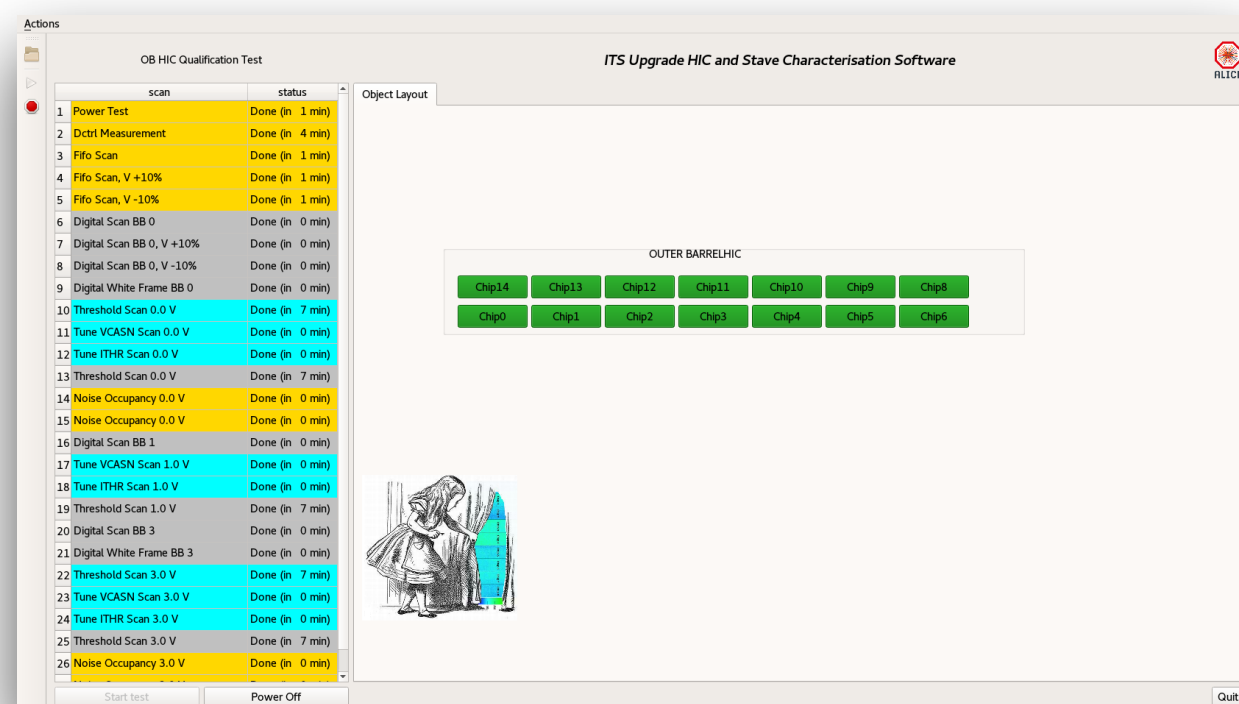 Actions
OB HIC Qualification Test
ITS Upgrade HIC and Stave Characterisation Software
ALICE
scan status
1 Power Test Done (in 1 min)
2 Dctrl Measurement Done (in 4 min)
3 Fifo Scan Done (in 1 min)
4 Fifo Scan, V +10% Done (in 1 min)
5 Fifo Scan, V -10% Done (in 1 min)
6 Digital Scan BB 0 Done (in 0 min)
7 Digital Scan BB 0, V +10% Done (in 0 min)
8 Digital Scan BB 0, V -10% Done (in 0 min)
9 Digital White Frame BB 0 Done (in 0 min)
10 Threshold Scan 0.0 V Done (in 7 min)
11 Tune VCASN Scan 0.0 V Done (in 0 min)
12 Tune ITHR Scan 0.0 V Done (in 0 min)
13 Threshold Scan 0.0 V Done (in 7 min)
14 Noise Occupancy 0.0 V Done (in 0 min)
15 Noise Occupancy 0.0 V Done (in 0 min)
16 Digital Scan BB 1 Done (in 0 min)
17 Tune VCASN Scan 1.0 V Done (in 0 min)
18 Tune ITHR Scan 1.0 V Done (in 0 min)
19 Threshold Scan 1.0 V Done (in 7 min)
20 Digital Scan BB 3 Done (in 0 min)
21 Digital White Frame BB 3 Done (in 0 min)
22 Threshold Scan 3.0 V Done (in 7 min)
23 Tune VCASN Scan 3.0 V Done (in 0 min)
24 Tune ITHR Scan 3.0 V Done (in 0 min)
25 Threshold Scan 3.0 V Done (in 7 min)
26 Noise Occupancy 3.0 V Done (in 0 min)
Start test Power Off
Object Layout
OUTER BARRELHIC
Chip14 Chip13 Chip12 Chip11 Chip10 Chip9 Chip8
Chip0 Chip1 Chip2 Chip3 Chip4 Chip5 Chip6
Quit